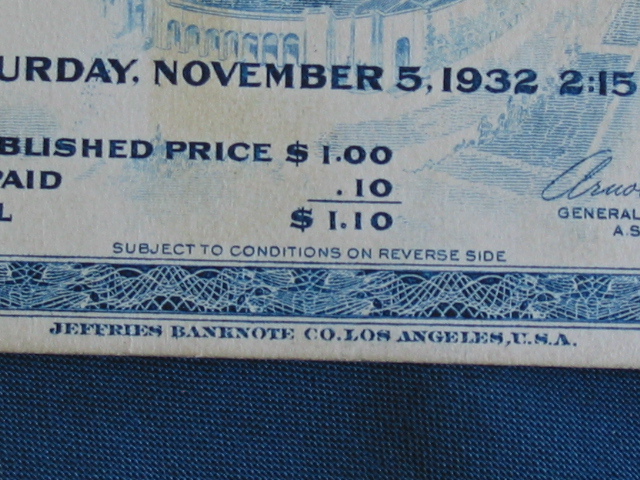 URDAY, NOVEMBER 5, 1932 2:15
BLISHED PRICE $ 1.00
PAID .10
L $ 1.10
GENERAL
A.S
SUBJECT TO CONDITIONS ON REVERSE SIDE
JEFFRIES BANKNOTE CO. LOS ANGELES, U.S.A.